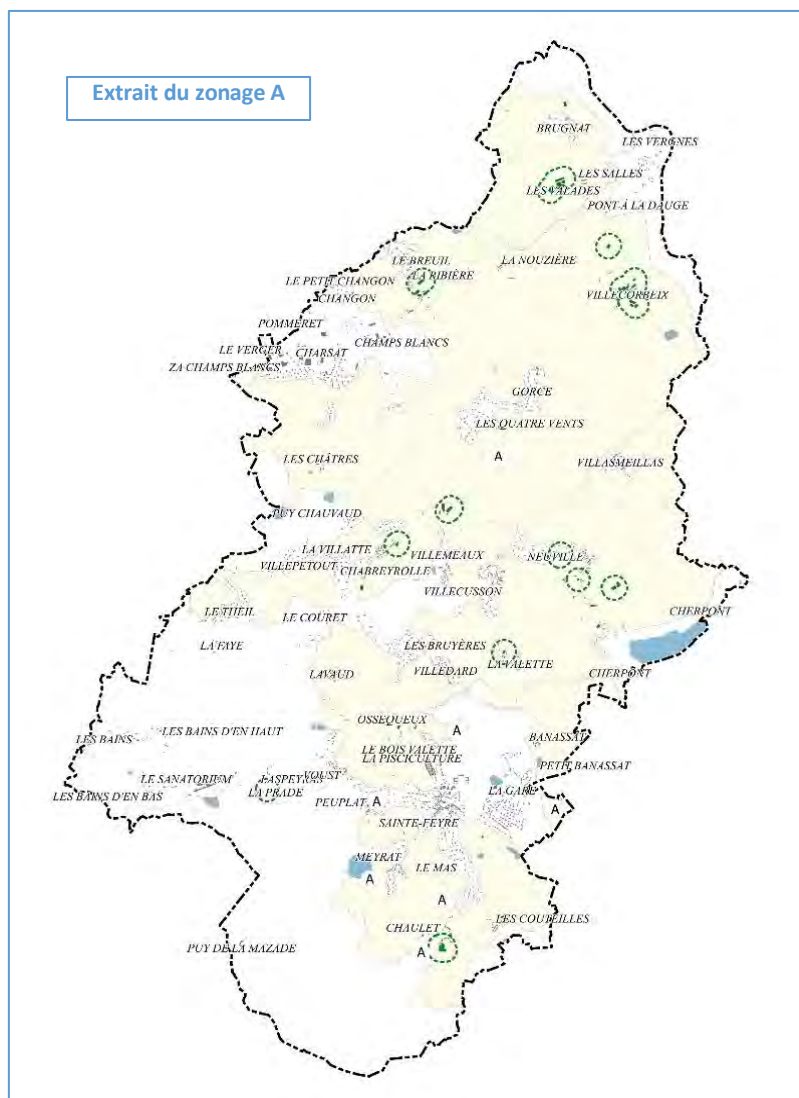 Extrait du zonage A
BRUGNAT
LES VERGNES
LES SALLES
LES VALADES
PONT À LA DAUGE
LE BREUIL
LA NOUZIÈRE
LA RIBIÈRE
LE PETIT CHANGON
CHANGON
VILLECORBEIX
POMMERET
CHAMPS BLANCS
LE VERGER
CHARSAT
ZA CHAMPS BLANCS
GORCE
LES QUATRE VENTS
A
LES CHÂTRES
VILLASMEILLAS
PUY CHAUVAUD
LA VILLATTE
VILLEMEAUX
NEUVILLE
VILLEPETOUT
CHABREYROLLE
VILLECUSSON
LE THEIL
LE COURET
CHERPONT
LA FAYE
LES BRUYÈRES
LA VALETTE
LAVAUD
VILLEDARD
CHERPONT
OSSEQUEUX
A
LES BAINS D'EN HAUT
LES BAINS
BANASSAT
LE BOIS VALETTE
LA PISCICULTURE
PETIT BANASSAT
LE SANATORIUM
LASPEYRAS
VOUST
LA PRADE
LA GARE
LES BAINS D'EN BAS
PEUPLAT
A
A
SAINTE-FEYRE
MEYRAT
LE MAS
A
A
LES COUTEILLES
CHAULET
PUY DE LA MAZADE
A